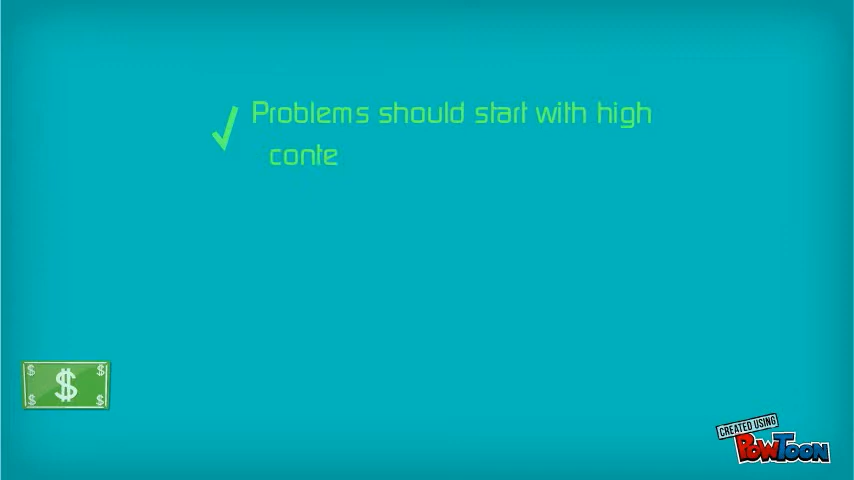 Problems should start with high
conte
$ $
$
$ $
CREATED USING
POWTOON